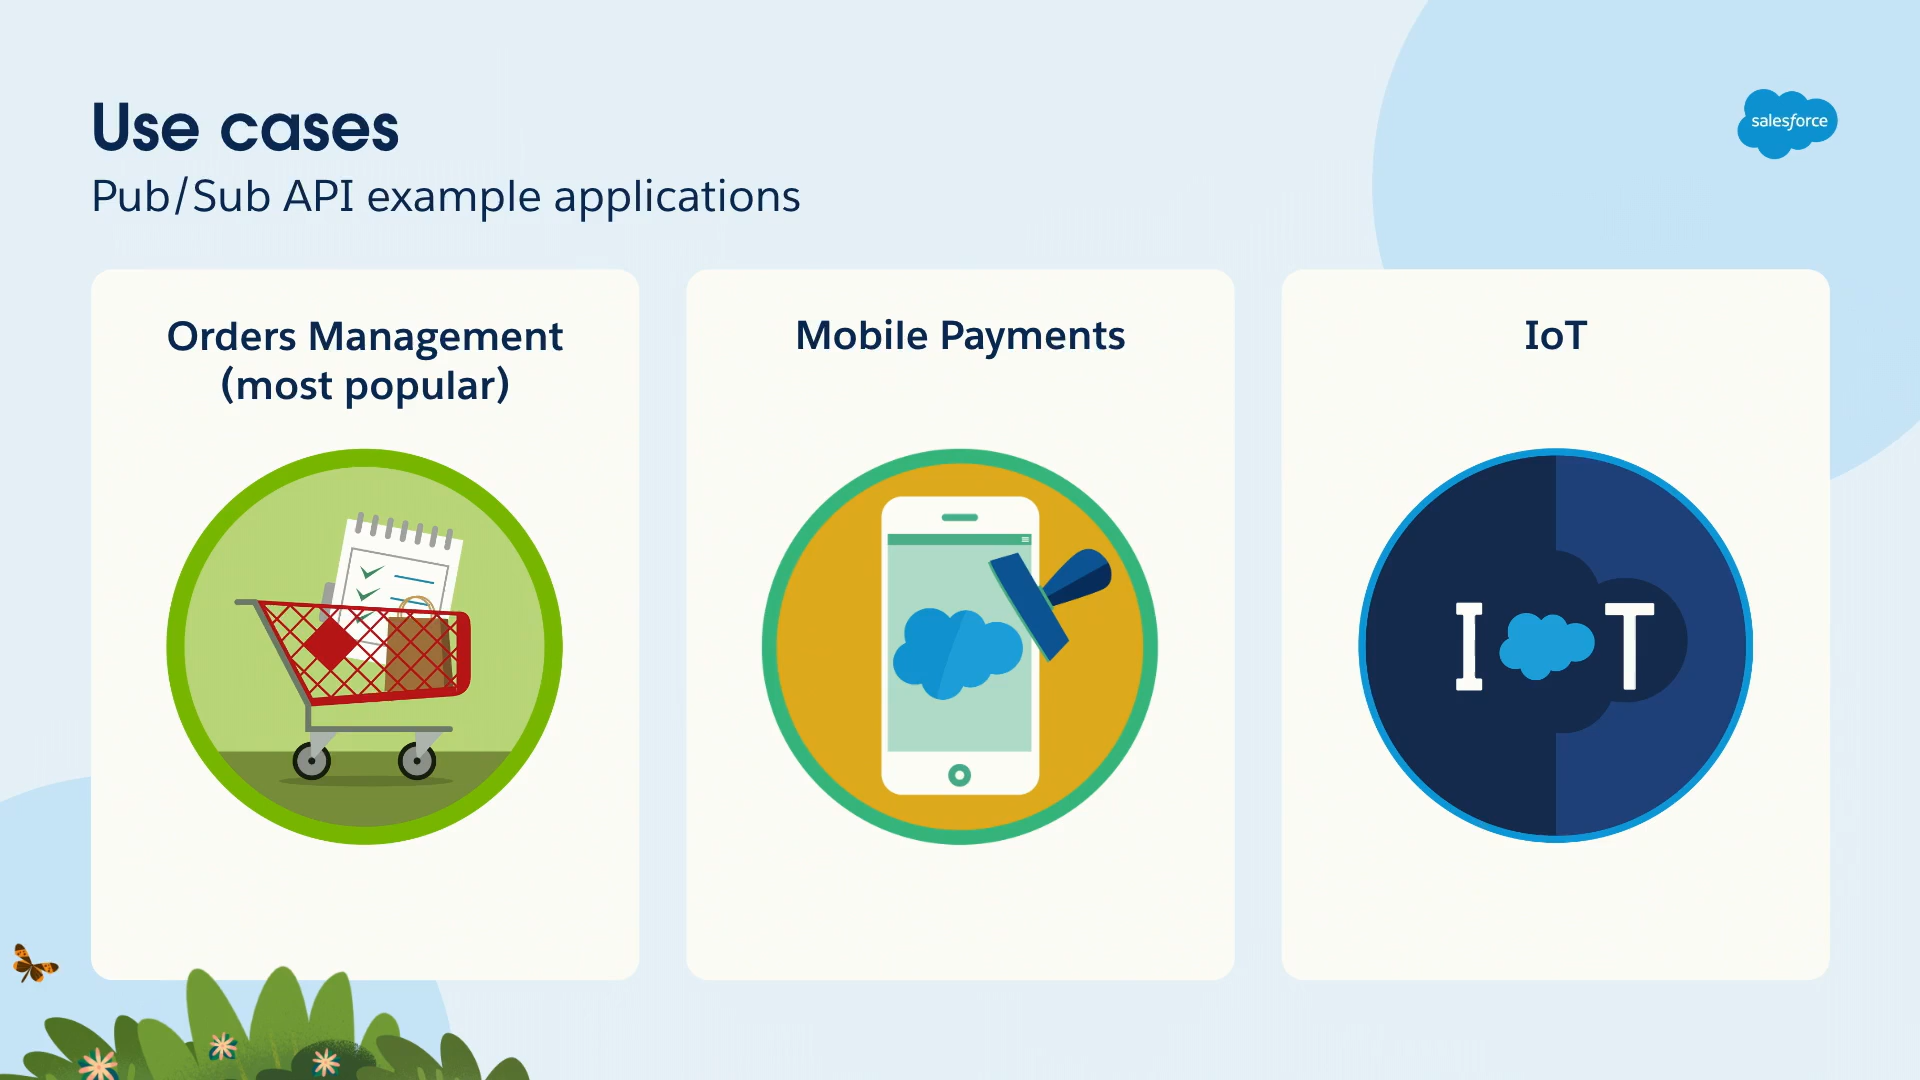 Use cases
salesforce
Pub/Sub API example applications
Orders Management
(most popular)
Mobile Payments
IoT
I T